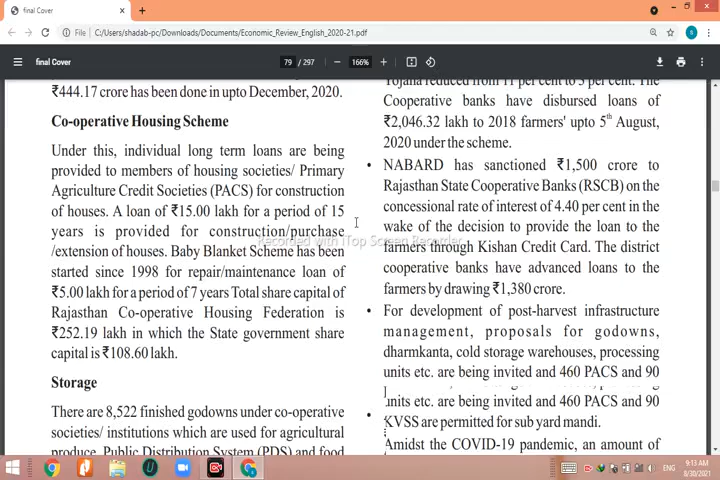 final Cover
File
C:/Users/shadab-pc/Downloads/Documents/Economic_Review_English_2020-21.pdf
final Cover
79 / 297
166%
₹444.17 crore has been done in upto December, 2020.
Co-operative Housing Scheme
Under this, individual long term loans are being
provided to members of housing societies/ Primary
Agriculture Credit Societies (PACS) for construction
of houses. A loan of ₹15.00 lakh for a period of 15
years is provided for construction/purchase
/extension of houses. Baby Blanket Scheme has been
started since 1998 for repair/maintenance loan of
₹5.00 lakh for a period of 7 years Total share capital of
Rajasthan Co-operative Housing Federation is
₹252.19 lakh in which the State government share
capital is ₹108.60 lakh.
Storage
There are 8,522 finished godowns under co-operative
societies/ institutions which are used for agricultural
produce, Public Distribution System (PDS) and food
Yojana reduced from 11 per cent to 5 per cent. The
Cooperative banks have disbursed loans of
₹2,046.32 lakh to 2018 farmers' upto 5th August,
2020 under the scheme.
• NABARD has sanctioned ₹1,500 crore to
Rajasthan State Cooperative Banks (RSCB) on the
concessional rate of interest of 4.40 per cent in the
wake of the decision to provide the loan to the
farmers through Kishan Credit Card. The district
cooperative banks have advanced loans to the
farmers by drawing ₹1,380 crore.
• For development of post-harvest infrastructure
management, proposals for godowns,
dharmkanta, cold storage warehouses, processing
units etc. are being invited and 460 PACS and 90
units etc. are being invited and 460 PACS and 90
KVSS are permitted for sub yard mandi.
• Amidst the COVID-19 pandemic, an amount of
Recorded with iTop Screen Recorder
ENG
9:13 AM
8/30/2021